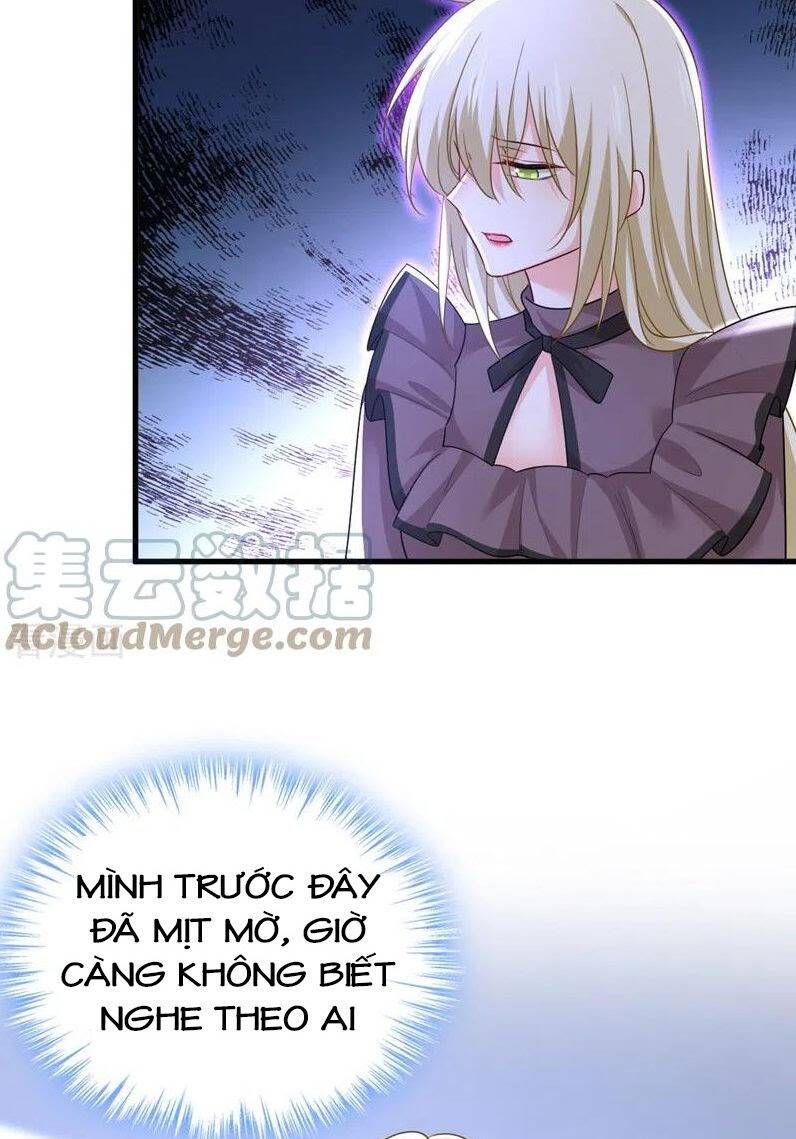 集云数据
ACloudMerge.com
MÌNH TRƯỚC ĐÂY
ĐÃ MỊT MỜ, GIỜ
CÀNG KHÔNG BIẾT
NGHE THEO AI